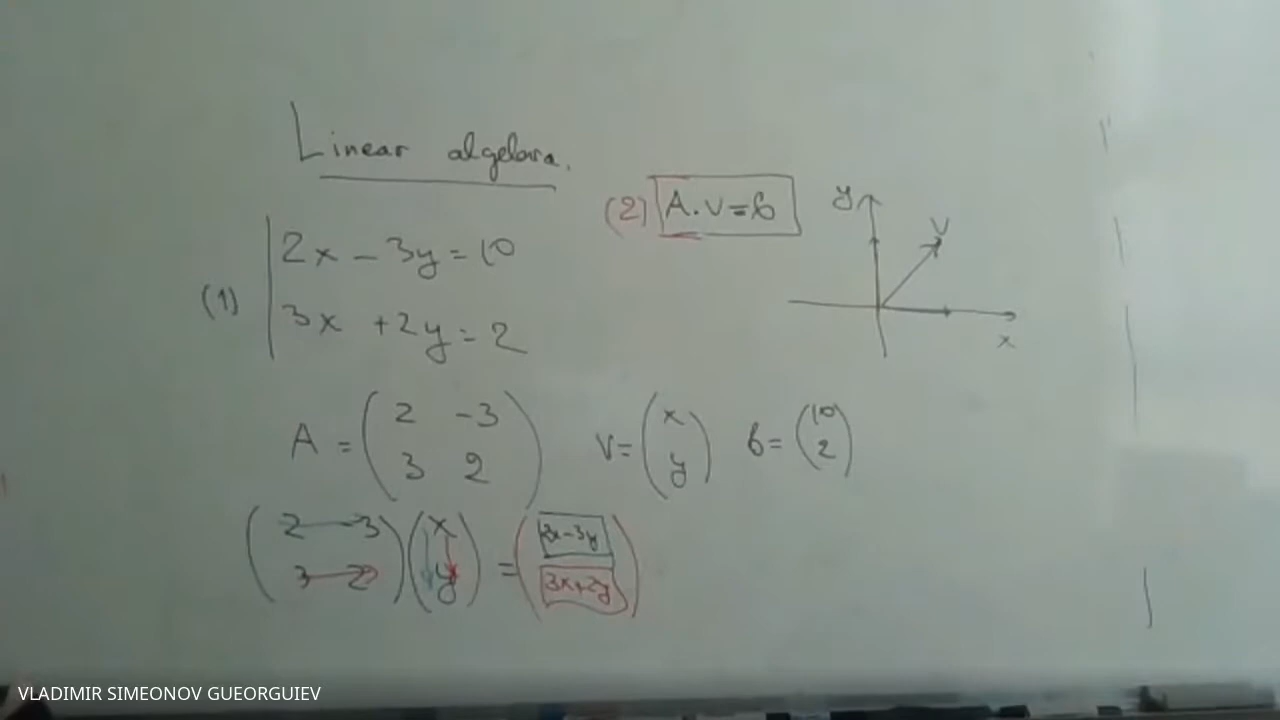 Linear algebra.
(1) 2x - 3y = 10
3x + 2y = 2
(2) A.v=b
y
v
x
A = ( 2 -3
3 2 )
v = ( x
y )
b = ( 10
2 )
( 2 -3
3 2 ) ( x
y ) = ( 2x-3y
3x+2y )
VLADIMIR SIMEONOV GUEORGUIEV